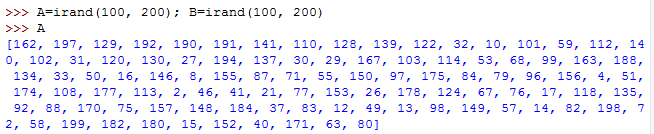 >>> A=irand(100, 200); B=irand(100, 200)
>>> A
[162, 197, 129, 192, 190, 191, 141, 110, 128, 139, 122, 32, 10, 101, 59, 112, 14
0, 102, 31, 120, 130, 27, 194, 137, 30, 29, 167, 103, 114, 53, 68, 99, 163, 188,
134, 33, 50, 16, 146, 8, 155, 87, 71, 55, 150, 97, 175, 84, 79, 96, 156, 4, 51,
174, 108, 177, 113, 2, 46, 41, 21, 77, 153, 26, 178, 124, 67, 76, 17, 118, 135,
92, 88, 170, 75, 157, 148, 184, 37, 83, 12, 49, 13, 98, 149, 57, 14, 82, 198, 7
2, 58, 199, 182, 180, 15, 152, 40, 171, 63, 80]